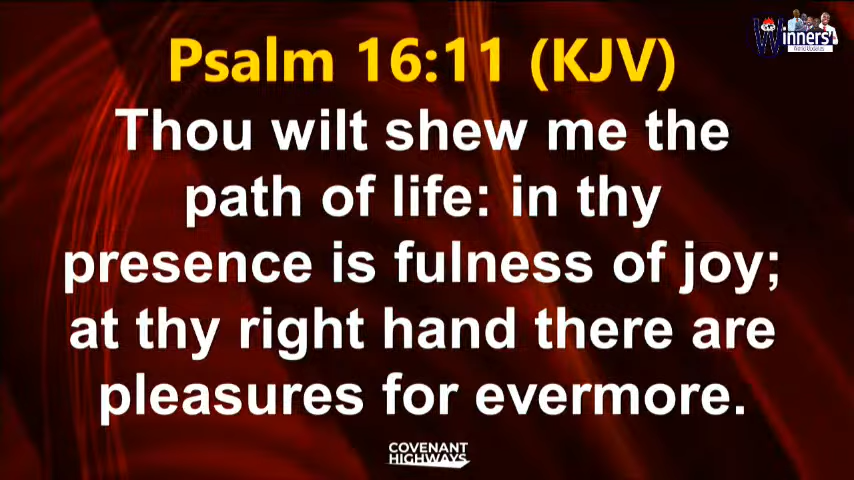 Winners'
Psalm 16:11 (KJV)
Thou wilt shew me the
path of life: in thy
presence is fulness of joy;
at thy right hand there are
pleasures for evermore.
COVENANT
HIGHWAYS